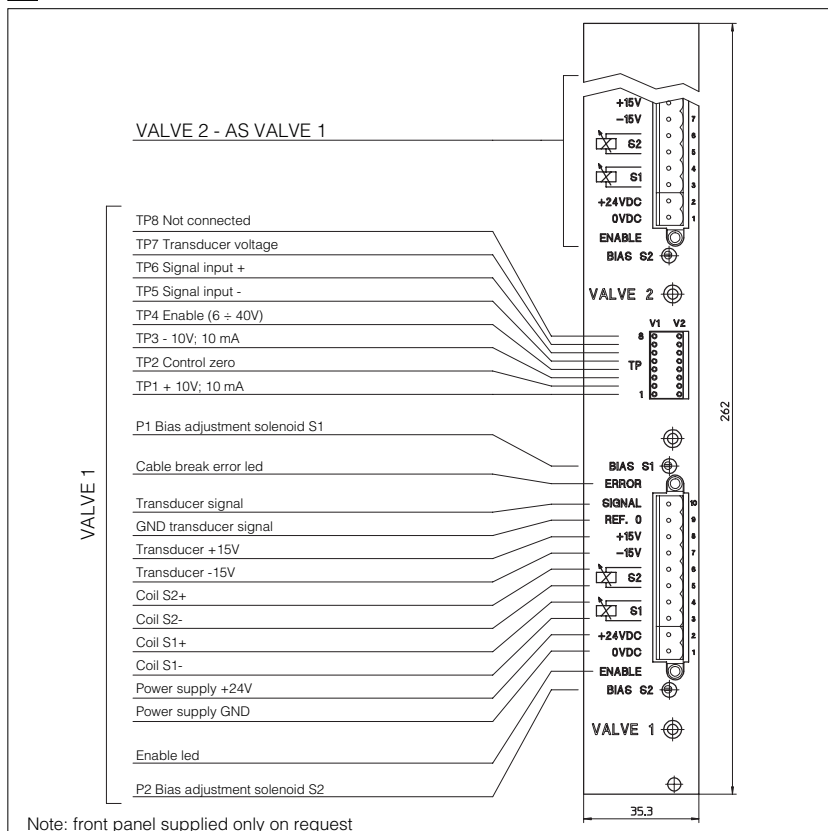 VALVE 2 - AS VALVE 1
+15V
-15V
7
6
S2
5
4
S1
3
+24VDC
2
0VDC
1
ENABLE
BIAS S2
VALVE 2
V1 V2
8
TP
1
262
VALVE 1
TP8 Not connected
TP7 Transducer voltage
TP6 Signal input +
TP5 Signal input -
TP4 Enable (6 ÷ 40V)
TP3 - 10V; 10 mA
TP2 Control zero
TP1 + 10V; 10 mA
P1 Bias adjustment solenoid S1
Cable break error led
Transducer signal
GND transducer signal
Transducer +15V
Transducer -15V
Coil S2+
Coil S2-
Coil S1+
Coil S1-
Power supply +24V
Power supply GND
Enable led
P2 Bias adjustment solenoid S2
BIAS S1
ERROR
SIGNAL
10
REF. 0
9
+15V
8
-15V
7
6
S2
5
4
S1
3
+24VDC
2
0VDC
1
ENABLE
BIAS S2
VALVE 1
35.3
Note: front panel supplied only on request